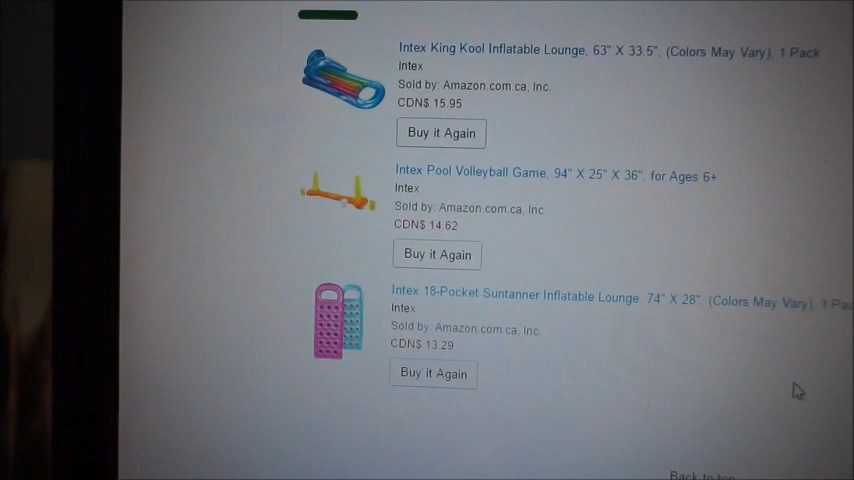 Intex King Kool Inflatable Lounge, 63" X 33.5", (Colors May Vary), 1 Pack
Intex
Sold by: Amazon.com.ca, Inc.
CDN$ 15.95
Buy it Again
Intex Pool Volleyball Game, 94" X 25" X 36", for Ages 6+
Intex
Sold by: Amazon.com.ca, Inc.
CDN$ 14.62
Buy it Again
Intex 18-Pocket Suntanner Inflatable Lounge, 74" X 28", (Colors May Vary), 1 Pac
Intex
Sold by: Amazon.com.ca, Inc.
CDN$ 13.29
Buy it Again
Back to top